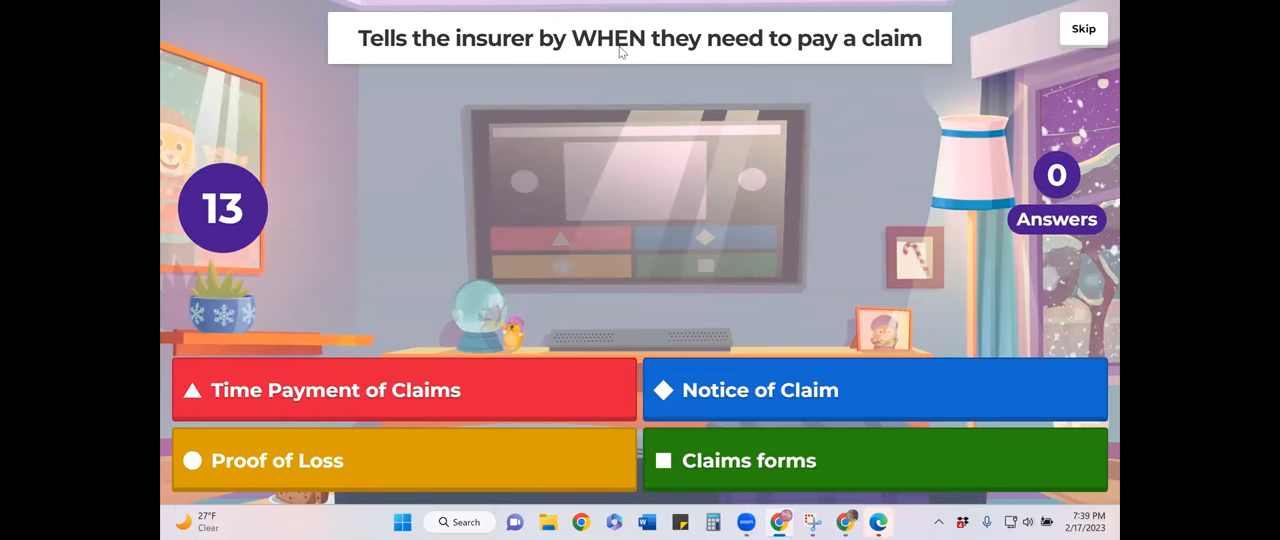 Tells the insurer by WHEN they need to pay a claim
Skip
13
0
Answers
Time Payment of Claims
Notice of Claim
Proof of Loss
Claims forms
27°F
Clear
Search
7:39 PM
2/17/2023